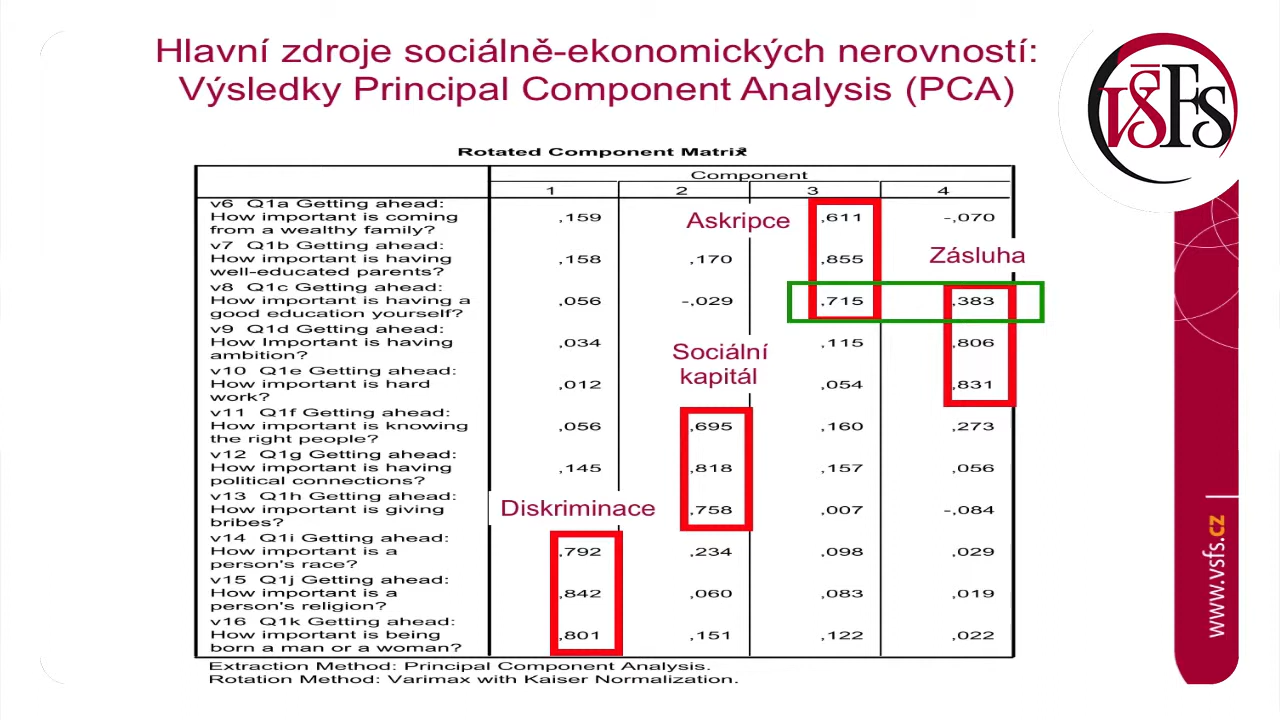 Hlavní zdroje sociálně-ekonomických nerovností:
Výsledky Principal Component Analysis (PCA)
VŠFS
Rotated Component Matrixª
Component
1 2 3 4
v6 Q1a Getting ahead:
How important is coming
from a wealthy family?
,159 Askripce ,611 -,070
v7 Q1b Getting ahead:
How important is having
well-educated parents?
,158 ,170 ,855 Zásluha
v8 Q1c Getting ahead:
How important is having a
good education yourself?
,056 -,029 ,715 ,383
v9 Q1d Getting ahead:
How Important is having
ambition?
,034 ,115 ,806
Sociální
kapitál
v10 Q1e Getting ahead:
How important is hard
work?
,012 ,054 ,831
v11 Q1f Getting ahead:
How important is knowing
the right people?
,056 ,695 ,160 ,273
v12 Q1g Getting ahead:
How important is having
political connections?
,145 ,818 ,157 ,056
v13 Q1h Getting ahead:
How important is giving
bribes?
Diskriminace ,758 ,007 -,084
v14 Q1i Getting ahead:
How important is a
person's race?
,792 ,234 ,098 ,029
v15 Q1j Getting ahead:
How important is a
person's religion?
,842 ,060 ,083 ,019
v16 Q1k Getting ahead:
How important is being
born a man or a woman?
,801 ,151 ,122 ,022
Extraction Method: Principal Component Analysis.
Rotation Method: Varimax with Kaiser Normalization.
www.vsfs.cz